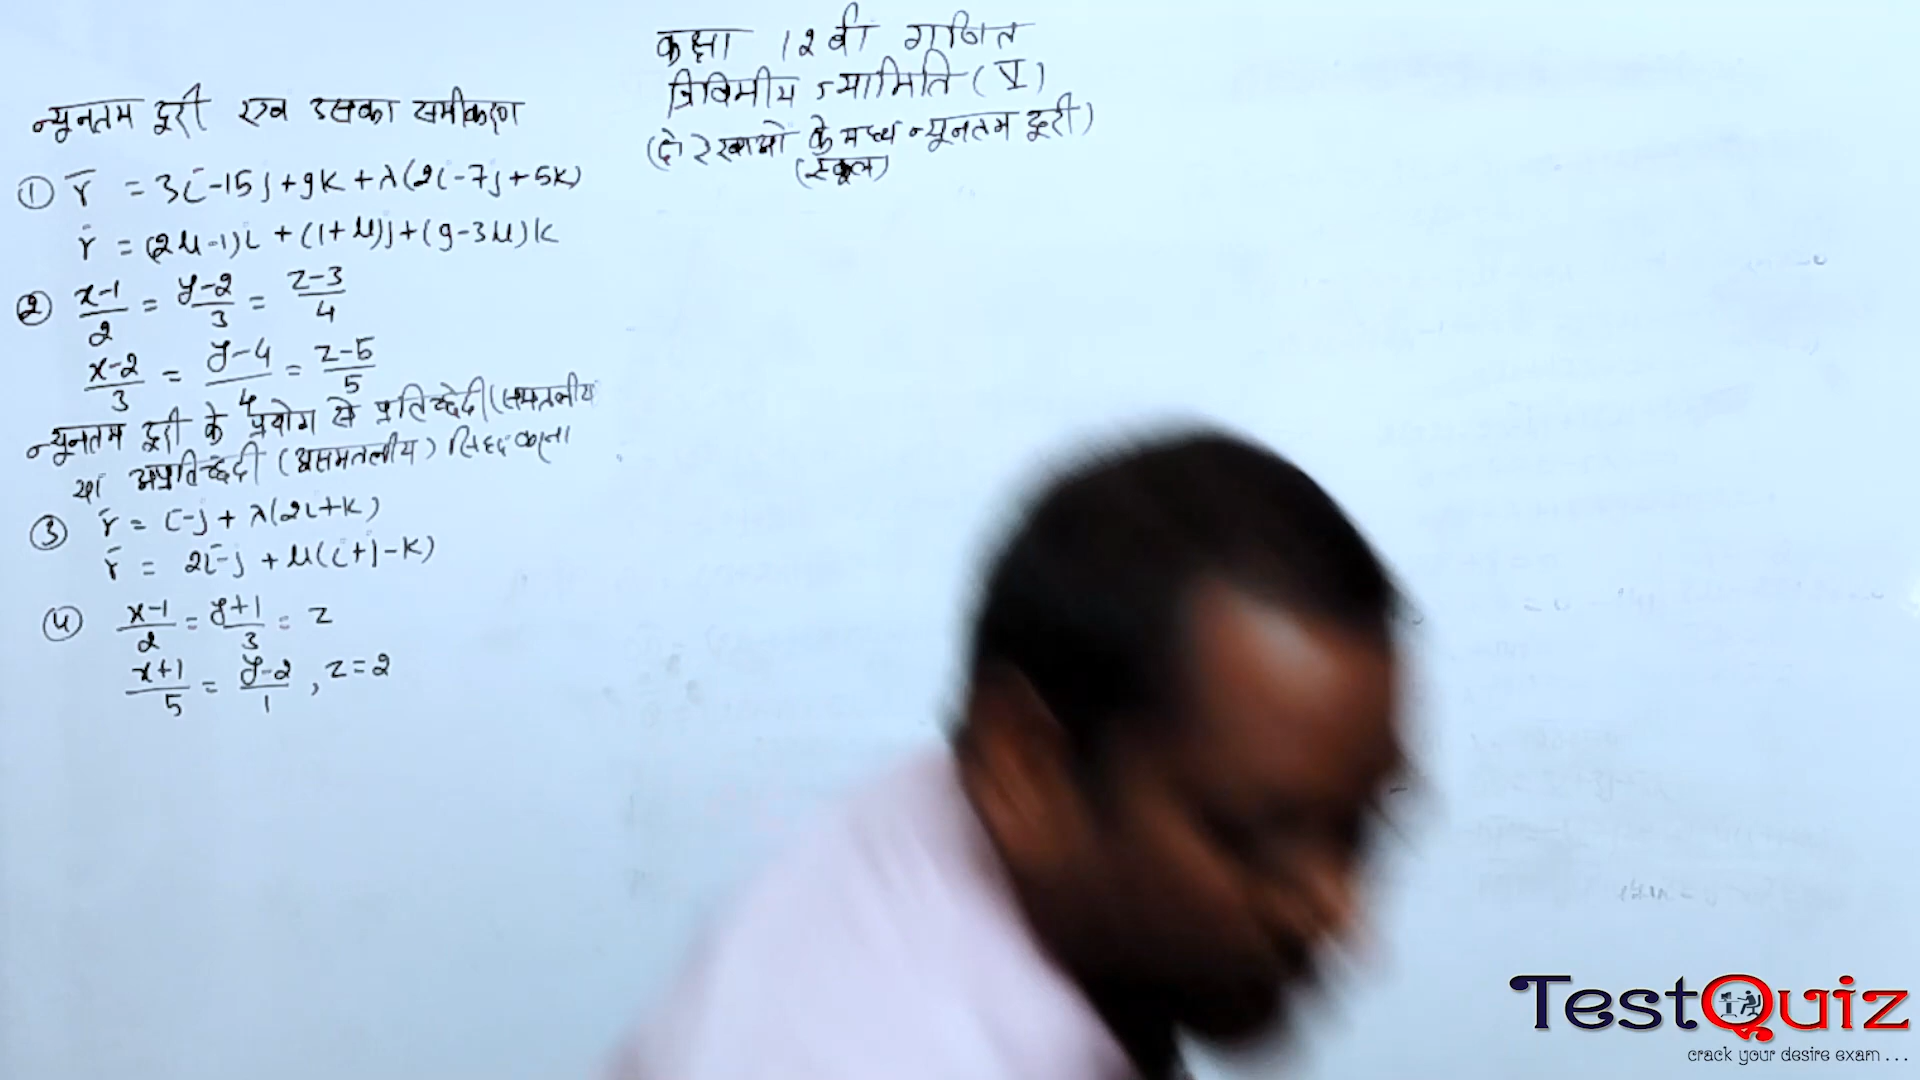 कक्षा 12वी गणित
त्रिविमीय ज्यामिति (V)
(दो रेखाओ के मध्य न्यूनतम दूरी)
(स्कूल)
न्यूनतम दूरी एवं उसका समीकरण
① r̄ = 3i-15j+9k+λ(2i-7j+5k)
r̄ = (2μ-1)i + (1+μ)j+(9-3μ)k
② x-1/2 = y-2/3 = z-3/4
x-2/3 = y-4/4 = z-5/5
न्यूनतम दूरी के प्रयोग से प्रतिच्छेदी (समतलीय
या अप्रतिच्छेदी (असमतलीय) सिद्ध करना
③ r̄ = i-j + λ(2i+k)
r̄ = 2i-j + μ(i+j-k)
④ x-1/2 = y+1/3 = z
x+1/5 = y-2/1 , z=2
TestQuiz
crack your desire exam . . .